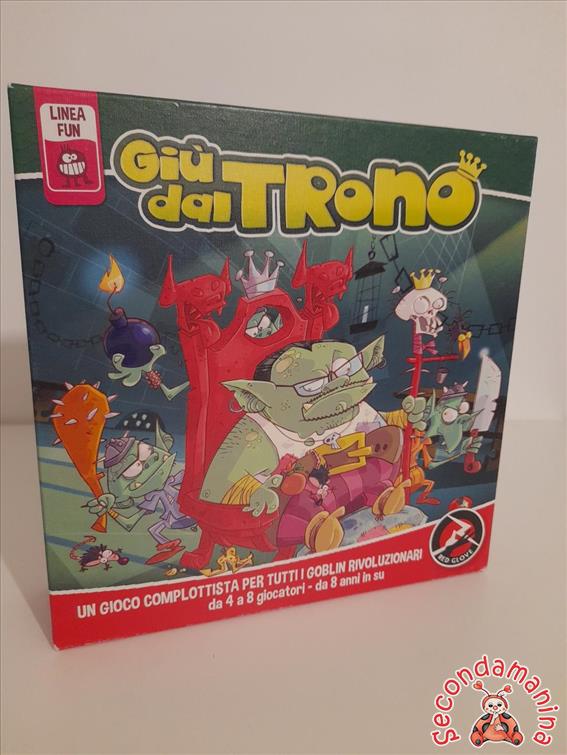 LINEA
FUN
Giù
dal TRONO
RED GLOVE
UN GIOCO COMPLOTTISTA PER TUTTI I GOBLIN RIVOLUZIONARI
da 4 a 8 giocatori - da 8 anni in su
Secondamanina